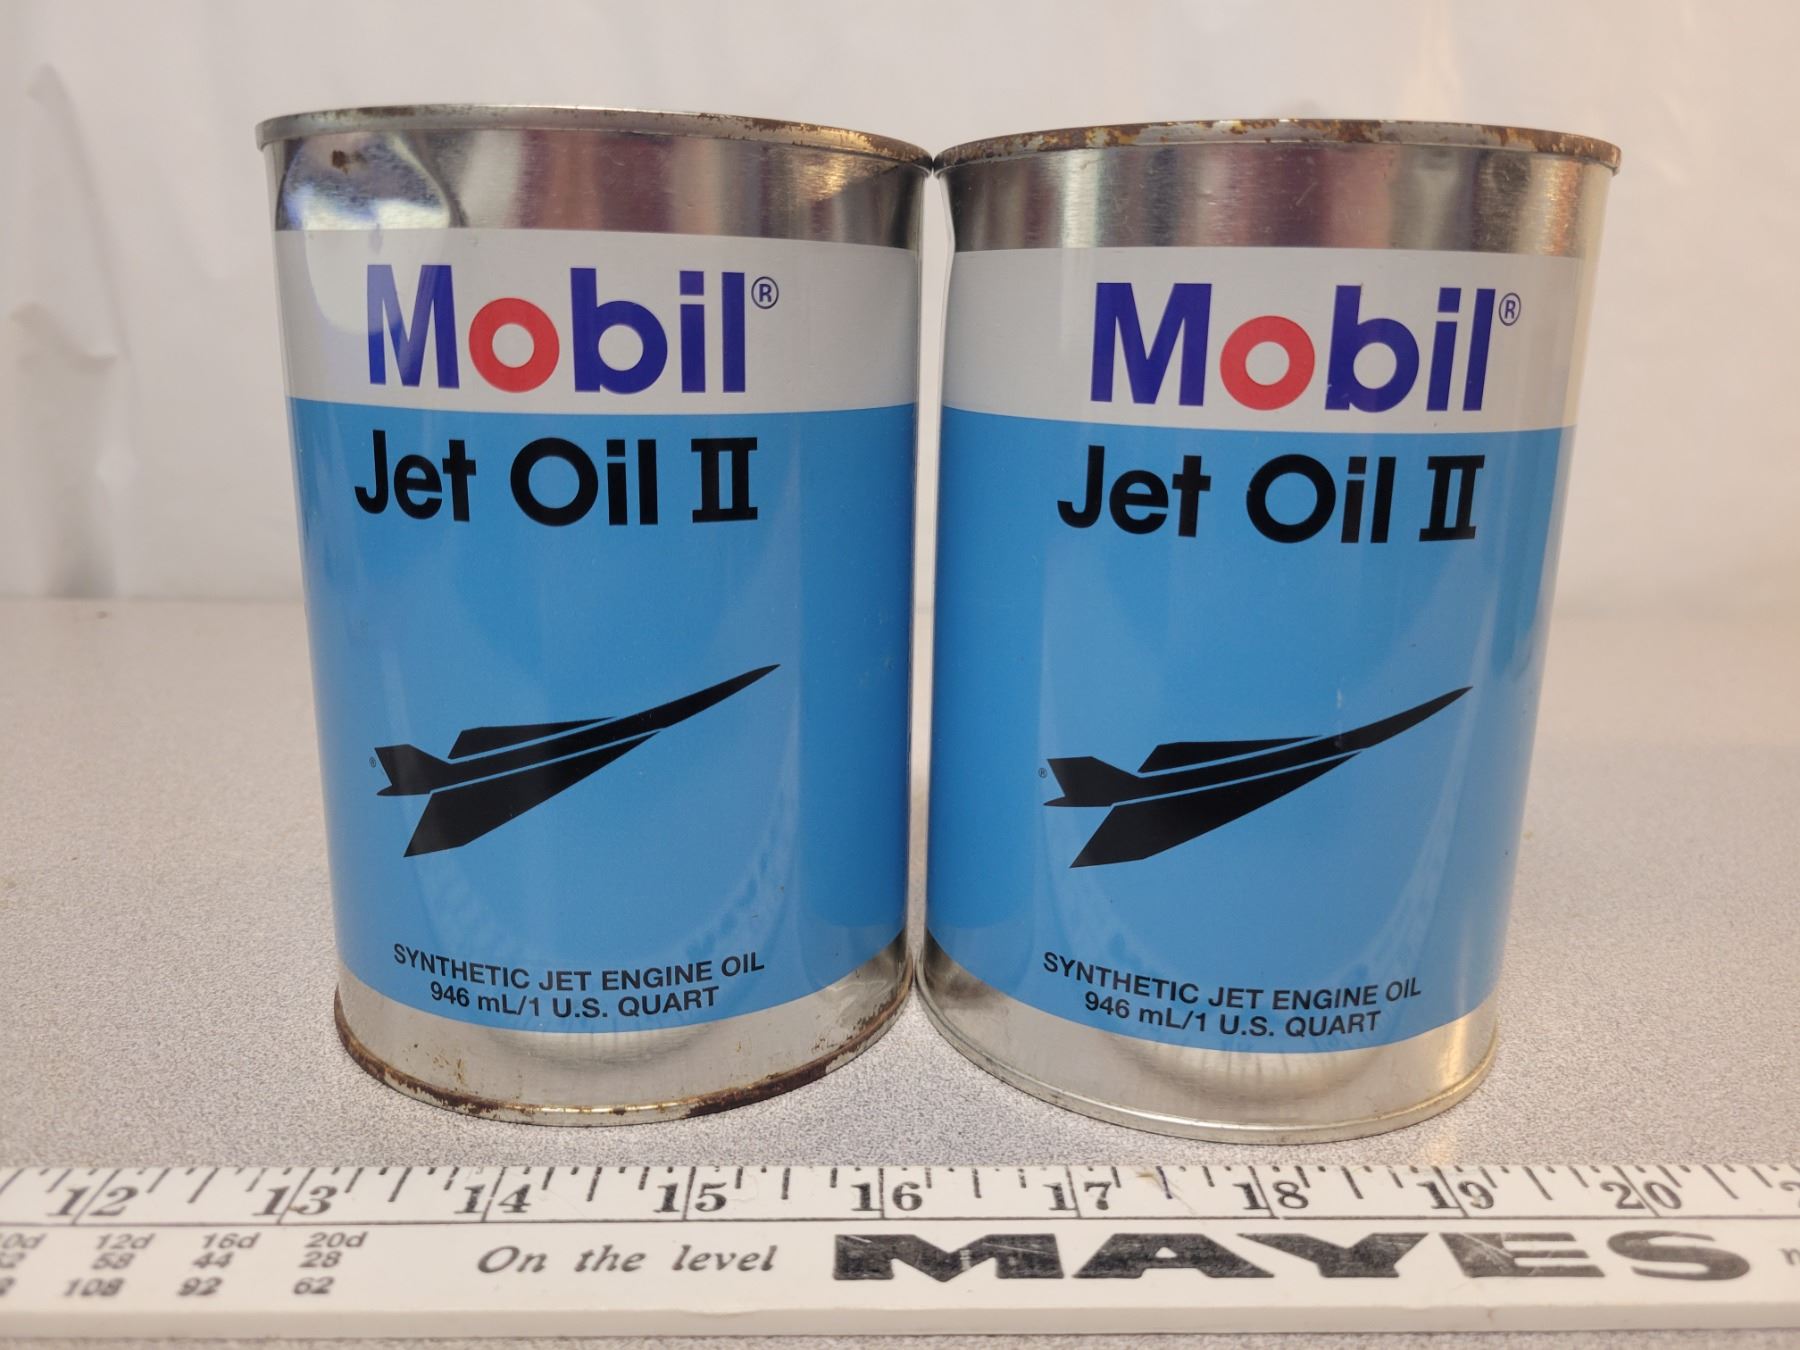 Mobil®
Jet Oil II
®
SYNTHETIC JET ENGINE OIL
946 mL/1 U.S. QUART
Mobil®
Jet Oil II
®
SYNTHETIC JET ENGINE OIL
946 mL/1 U.S. QUART
12 13 14 15 16 17 18 19 20
12d 16d 20d
58 44 28
108 92 62
On the level MAYES